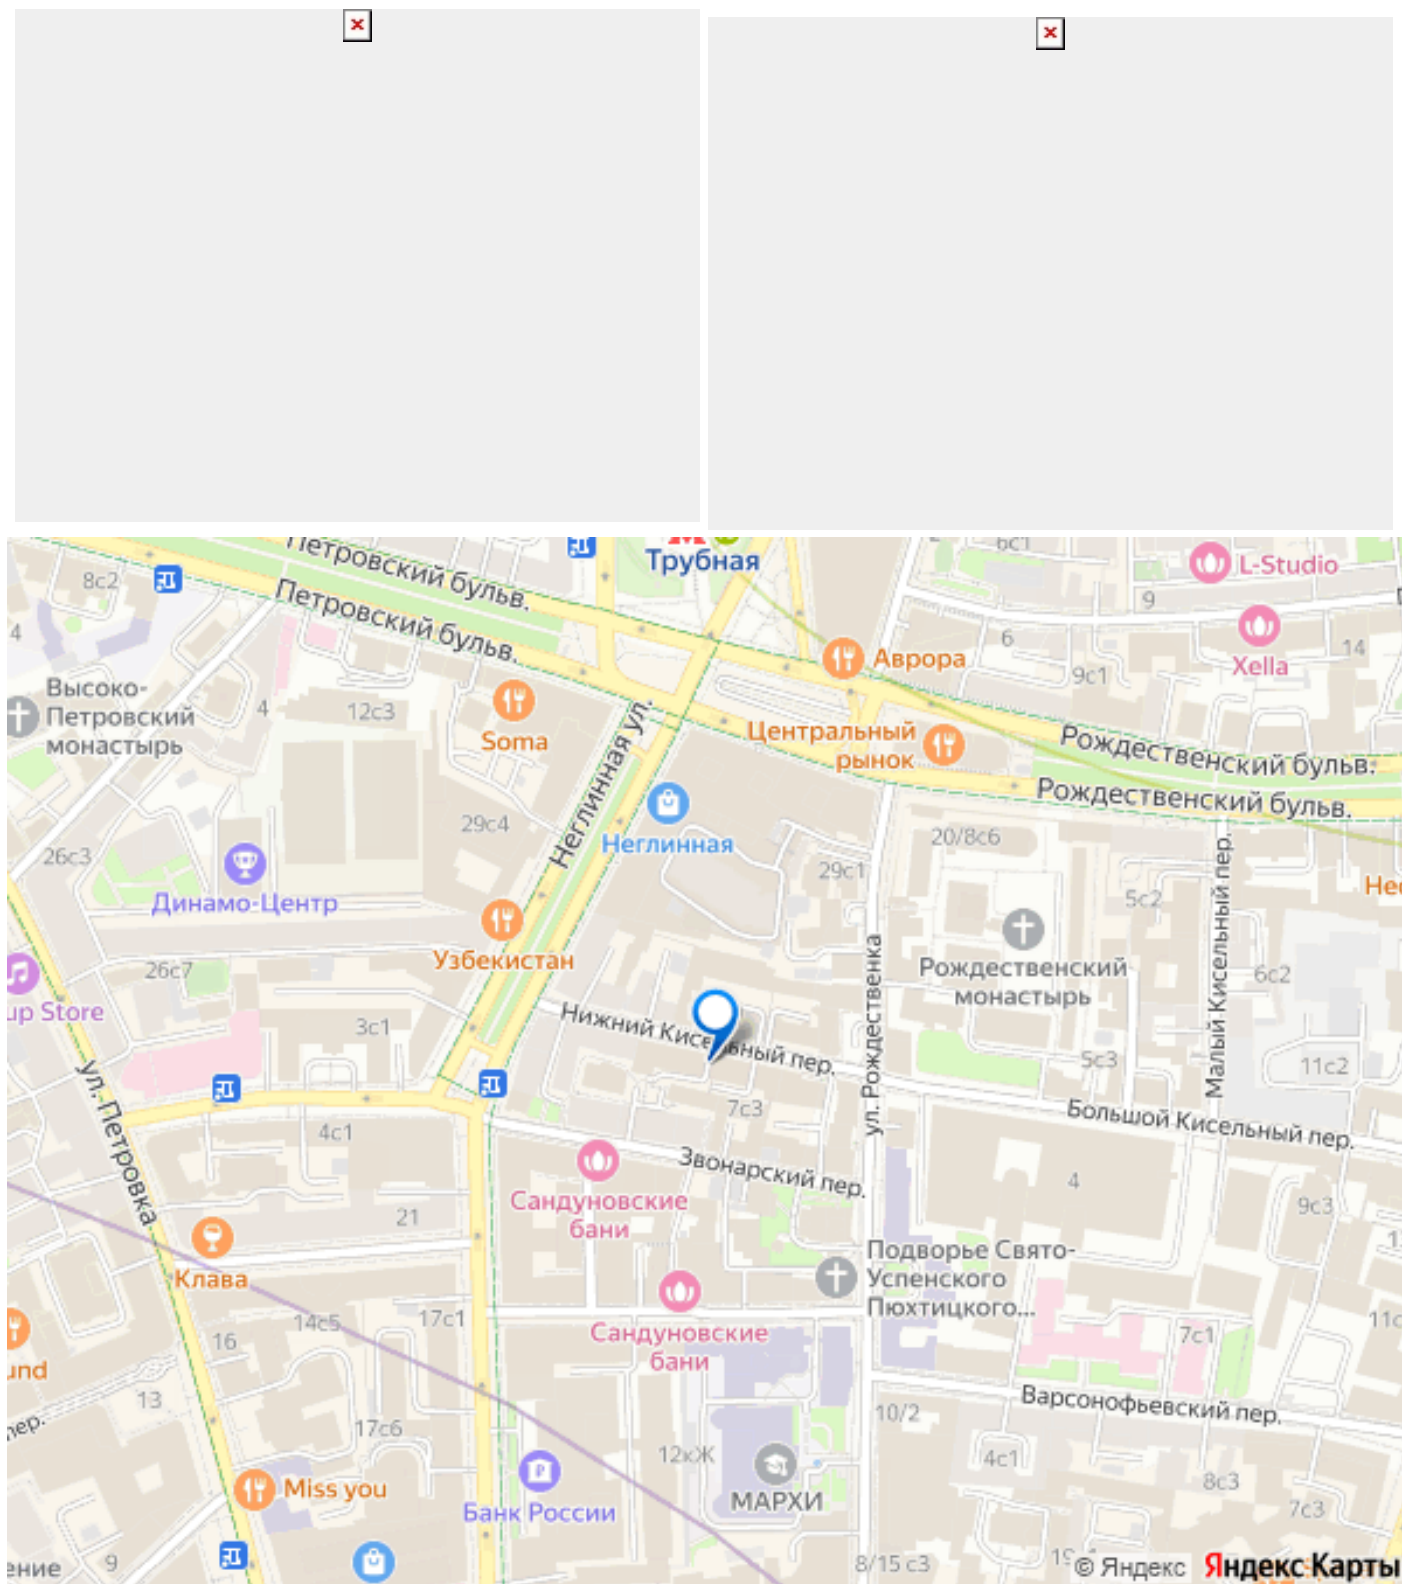 Трубная
Петровский бульв.
Петровский бульв.
6с1
L-Studio
8с2
9
4
6
Xella
14
Аврора
9с1
Высоко-
Петровский
монастырь
4
12с3
Soma
Неглинная ул.
Центральный
рынок
Рождественский бульв.
Рождественский бульв.
Неглинная
29с4
20/8с6
26с3
29с1
5с2
Динамо-Центр
Узбекистан
Малый Кисельный пер.
ул. Рождественка
Рождественский
монастырь
6с2
26с7
up Store
3с1
Нижний Кисельный пер.
5с3
11с2
ул. Петровка
7с3
Большой Кисельный пер.
4с1
Звонарский пер.
4
Сандуновские
бани
9с3
21
Клава
Подворье Свято-
Успенского
Пюхтицкого...
14с5
17с1
16
Сандуновские
бани
7с1
13
Варсонофьевский пер.
пер.
10/2
17с6
12кЖ
4с1
8с3
Miss you
МАРХИ
Банк России
7с3
9
8/15 с3
© Яндекс
Яндекс Карты